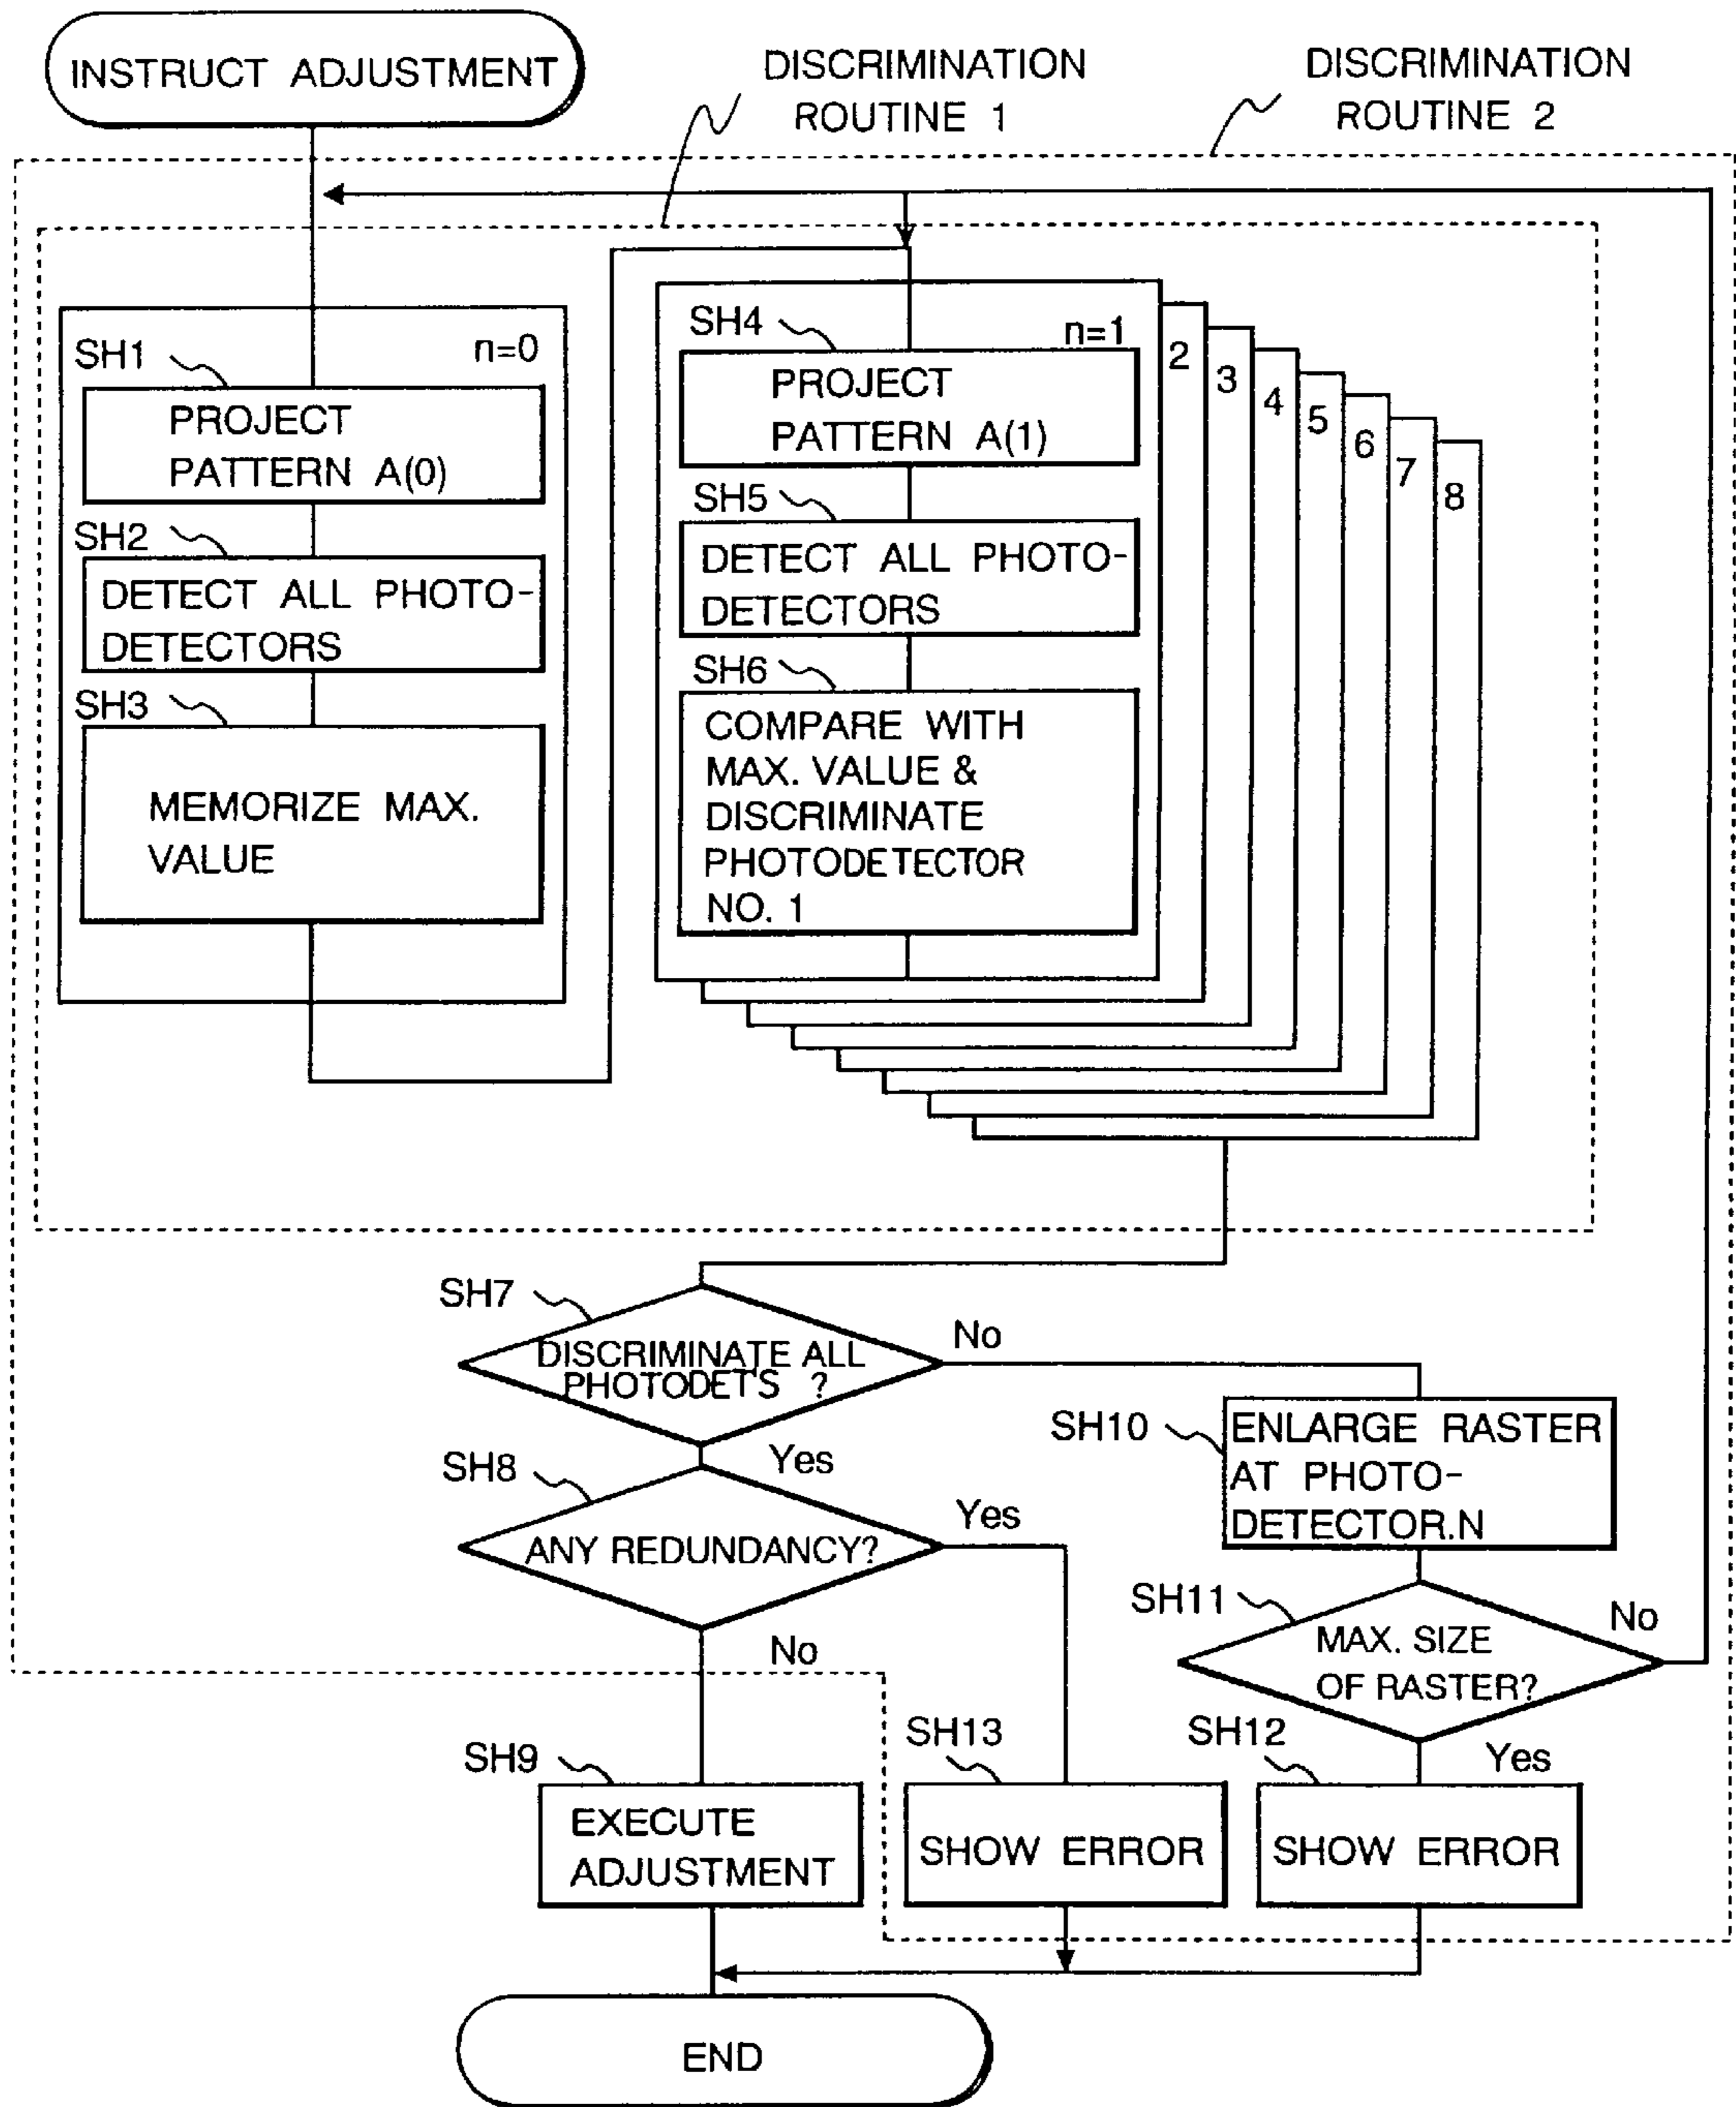 INSTRUCT ADJUSTMENT
DISCRIMINATION
ROUTINE 1
DISCRIMINATION
ROUTINE 2
SH1
n=0
PROJECT
PATTERN A(0)
SH2
DETECT ALL PHOTO-
DETECTORS
SH3
MEMORIZE MAX.
VALUE
SH4
n=1
PROJECT
PATTERN A(1)
SH5
DETECT ALL PHOTO-
DETECTORS
SH6
COMPARE WITH
MAX. VALUE &
DISCRIMINATE
PHOTODETECTOR
NO. 1
2
3
4
5
6
7
8
SH7
DISCRIMINATE ALL
PHOTODET'S ?
No
Yes
SH8
ANY REDUNDANCY?
Yes
No
SH10
ENLARGE RASTER
AT PHOTO-
DETECTOR.N
SH11
MAX. SIZE
OF RASTER?
No
Yes
SH9
EXECUTE
ADJUSTMENT
SH13
SHOW ERROR
SH12
SHOW ERROR
END